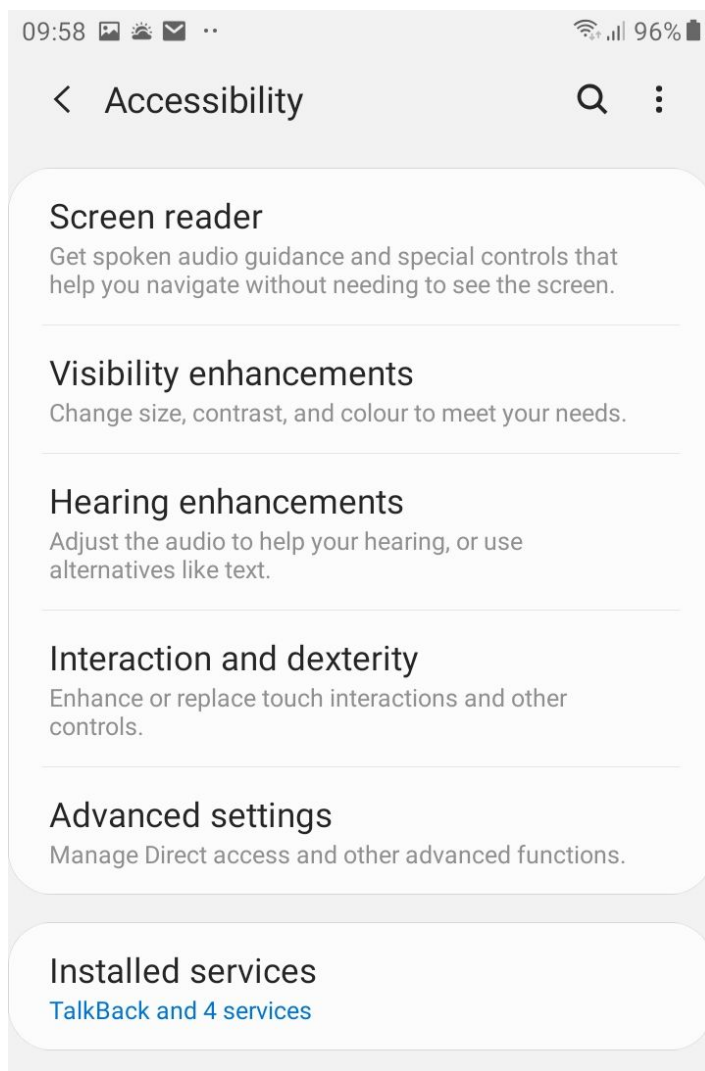 09:58 96%
Accessibility
Screen reader
Get spoken audio guidance and special controls that
help you navigate without needing to see the screen.
Visibility enhancements
Change size, contrast, and colour to meet your needs.
Hearing enhancements
Adjust the audio to help your hearing, or use
alternatives like text.
Interaction and dexterity
Enhance or replace touch interactions and other
controls.
Advanced settings
Manage Direct access and other advanced functions.
Installed services
TalkBack and 4 services